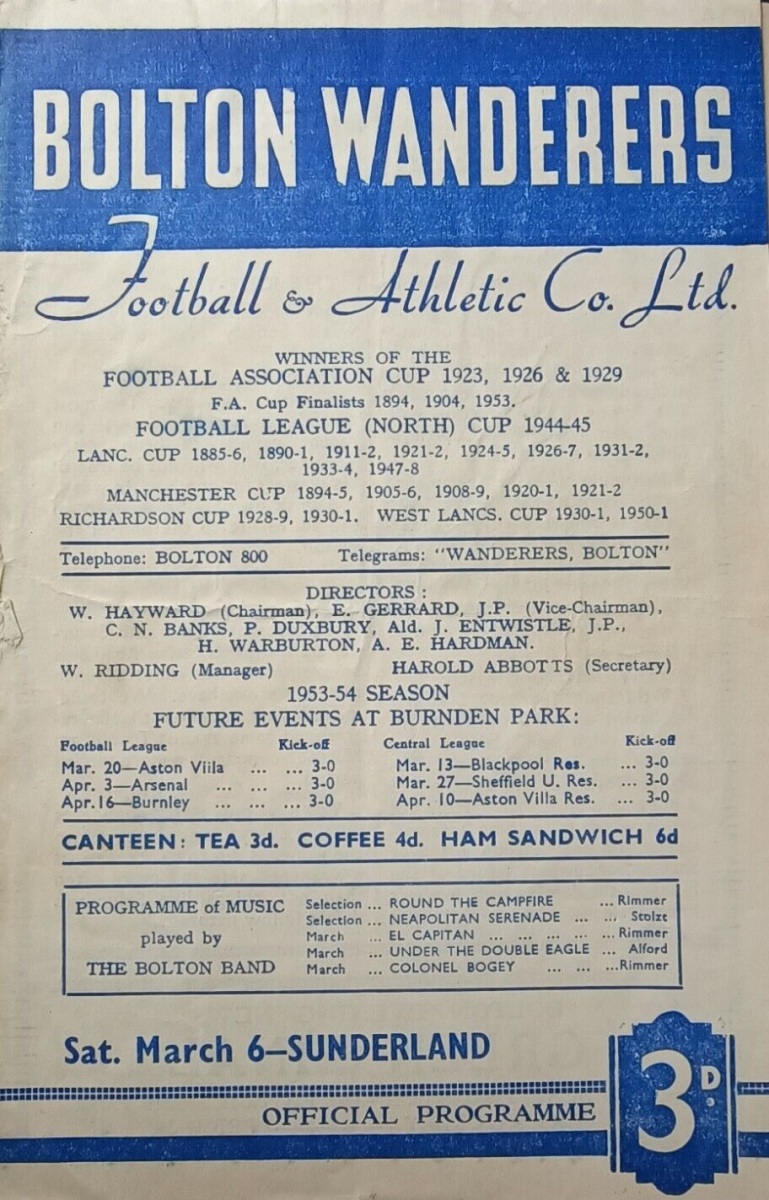 BOLTON WANDERERS
Football & Athletic Co. Ltd.
WINNERS OF THE
FOOTBALL ASSOCIATION CUP 1923, 1926 & 1929
F.A. Cup Finalists 1894, 1904, 1953.
FOOTBALL LEAGUE (NORTH) CUP 1944-45
LANC. CUP 1885-6, 1890-1, 1911-2, 1921-2, 1924-5, 1926-7, 1931-2,
1933-4, 1947-8
MANCHESTER CUP 1894-5, 1905-6, 1908-9, 1920-1, 1921-2
RICHARDSON CUP 1928-9, 1930-1. WEST LANCS. CUP 1930-1, 1950-1
Telephone: BOLTON 800 Telegrams: "WANDERERS, BOLTON"
DIRECTORS :
W. HAYWARD (Chairman), E. GERRARD, J.P. (Vice-Chairman),
C. N. BANKS, P. DUXBURY, Ald. J. ENTWISTLE, J.P.,
H. WARBURTON, A. E. HARDMAN.
W. RIDDING (Manager) HAROLD ABBOTTS (Secretary)
1953-54 SEASON
FUTURE EVENTS AT BURNDEN PARK:
Football League Kick-off Central League Kick-off
Mar. 20—Aston Viila ... ... 3-0 Mar. 13—Blackpool Res. ... 3-0
Apr. 3—Arsenal ... ... ... 3-0 Mar. 27—Sheffield U. Res. ... 3-0
Apr. 16—Burnley ... ... ... 3-0 Apr. 10—Aston Villa Res. ... 3-0
CANTEEN: TEA 3d. COFFEE 4d. HAM SANDWICH 6d
PROGRAMME of MUSIC
played by
THE BOLTON BAND
Selection ... ROUND THE CAMPFIRE ... Rimmer
Selection ... NEAPOLITAN SERENADE ... ... Stolzt
March ... EL CAPITAN ... ... ... ... ... Rimmer
March ... UNDER THE DOUBLE EAGLE ... Alford
March ... COLONEL BOGEY ... ... ... Rimmer
Sat. March 6—SUNDERLAND
OFFICIAL PROGRAMME
3D.